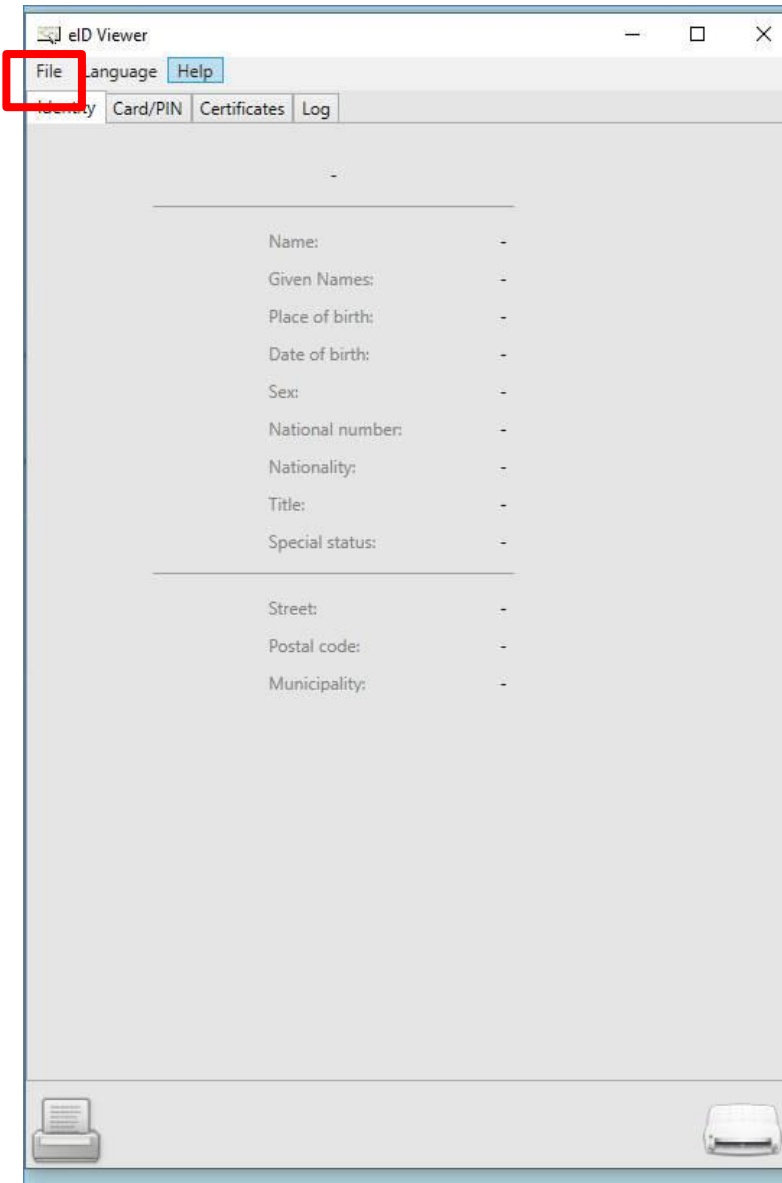 eID Viewer
File Language Help
Identity Card/PIN Certificates Log
-
Name: -
Given Names: -
Place of birth: -
Date of birth: -
Sex: -
National number: -
Nationality: -
Title: -
Special status: -
Street: -
Postal code: -
Municipality: -